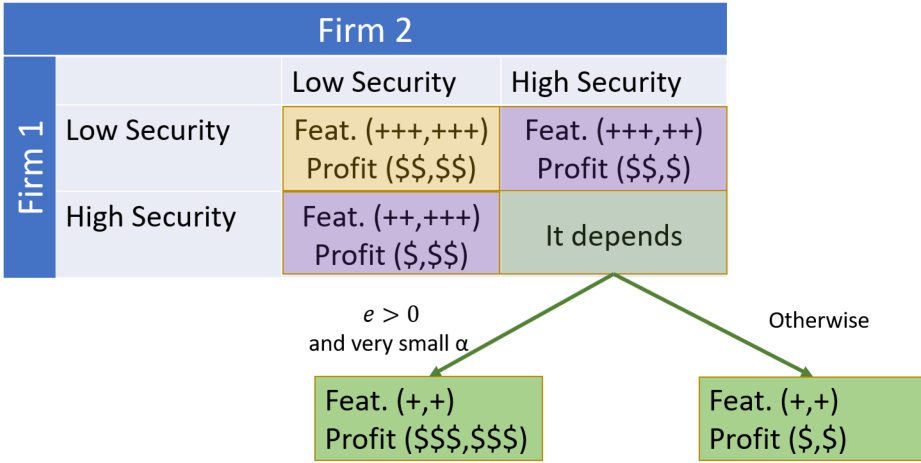 Firm 2
Low Security High Security
Firm 1
Low Security
Feat. (+++,+++)
Profit ($$,$$)
Feat. (+++,++)
Profit ($$,$)
High Security
Feat. (++,+++)
Profit ($,$$)
It depends
e > 0
and very small α
Otherwise
Feat. (+,+)
Profit ($$$,$$$)
Feat. (+,+)
Profit ($,$)